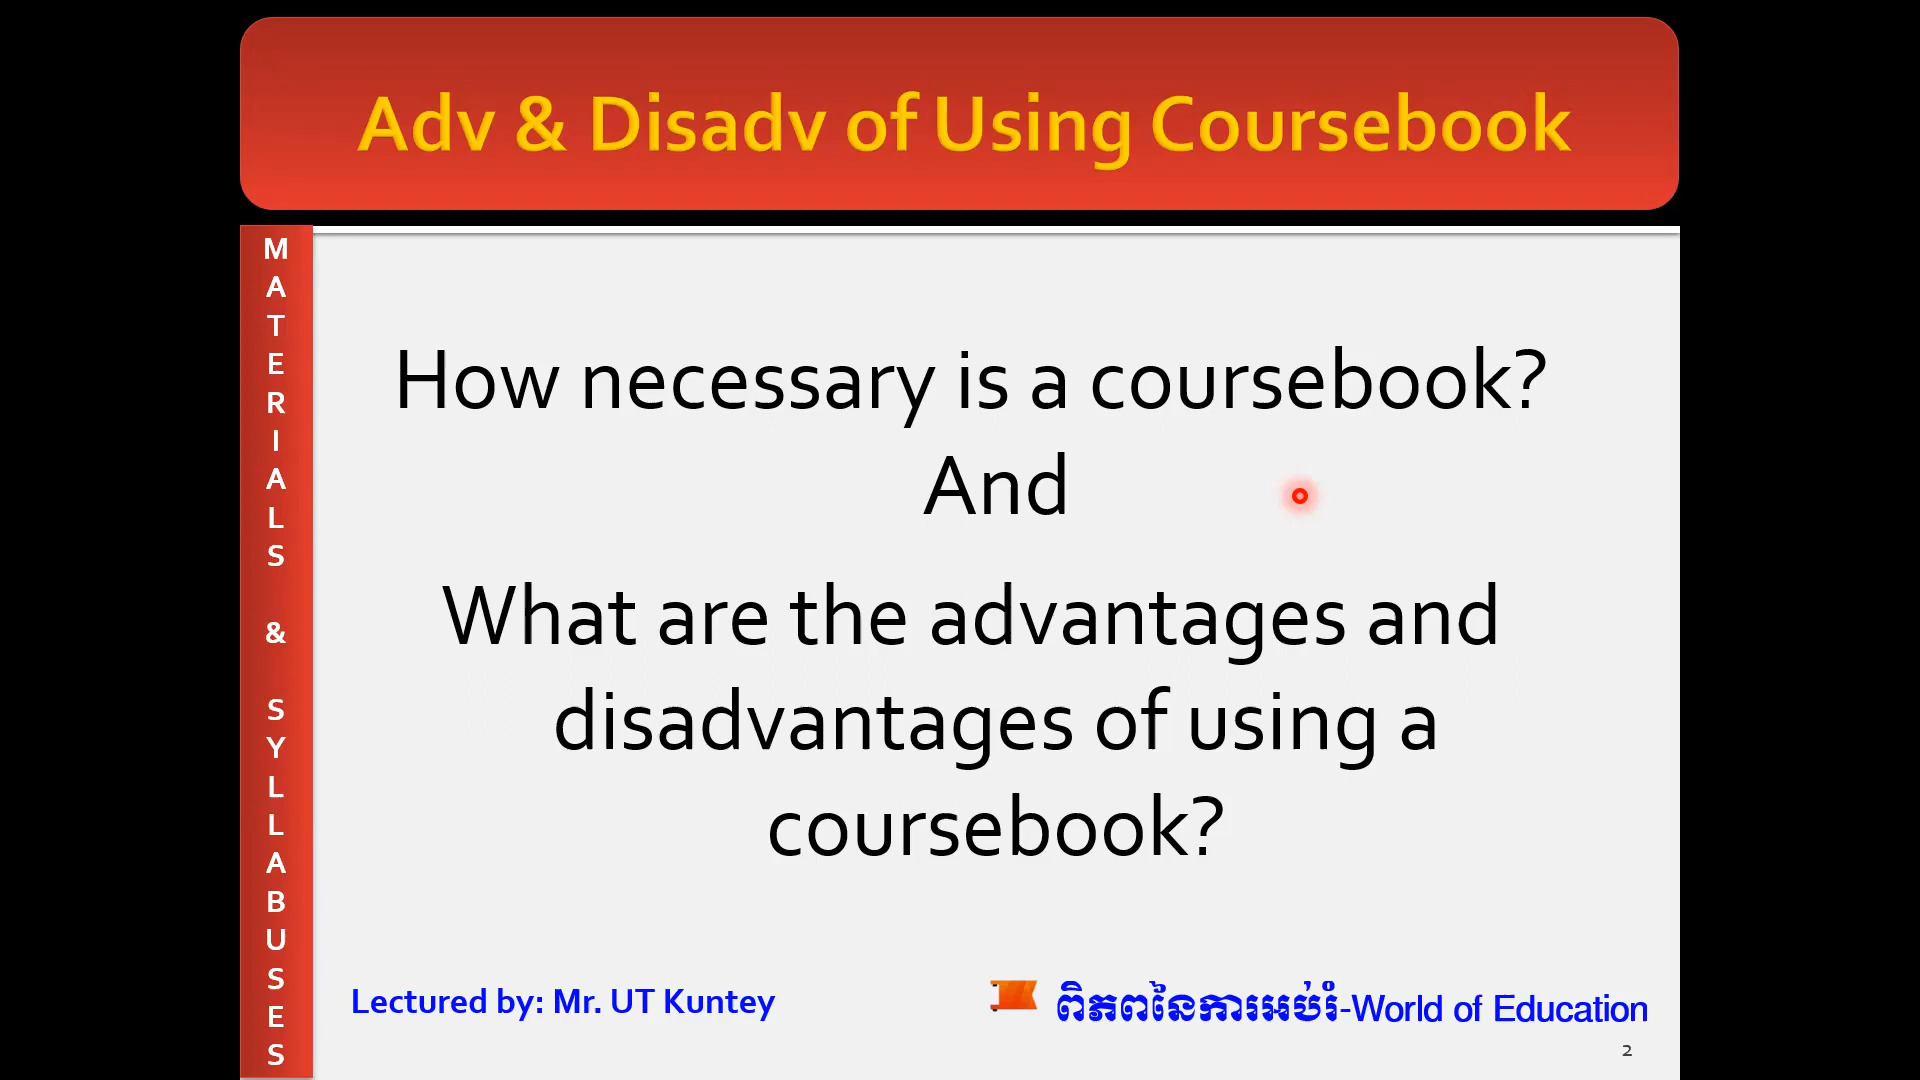 Adv & Disadv of Using Coursebook
MATERIALS & SYLLABUSES
How necessary is a coursebook?
And
What are the advantages and
disadvantages of using a
coursebook?
Lectured by: Mr. UT Kuntey
ពិភពនៃការអប់រំ-World of Education
2